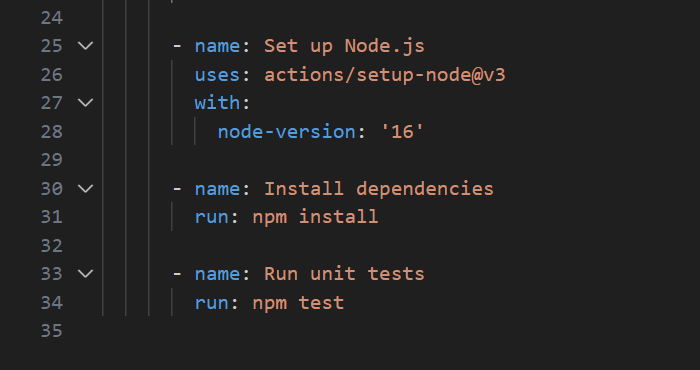 24
25 - name: Set up Node.js
26 uses: actions/setup-node@v3
27 with:
28 node-version: '16'
29
30 - name: Install dependencies
31 run: npm install
32
33 - name: Run unit tests
34 run: npm test
35